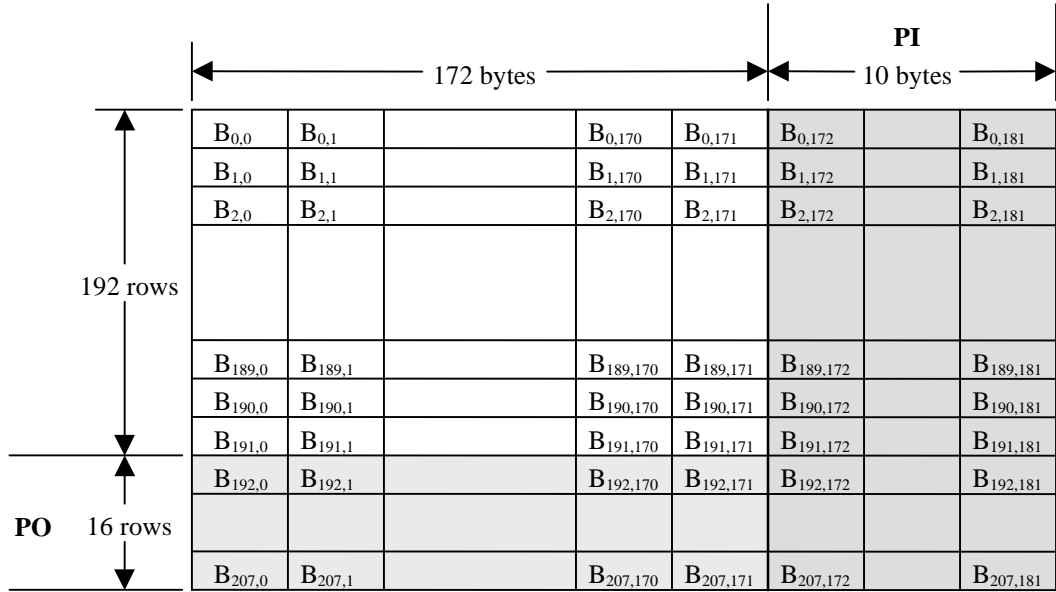 PI
172 bytes 10 bytes
B0,0 B0,1 B0,170 B0,171 B0,172 B0,181
B1,0 B1,1 B1,170 B1,171 B1,172 B1,181
B2,0 B2,1 B2,170 B2,171 B2,172 B2,181
192 rows
B189,0 B189,1 B189,170 B189,171 B189,172 B189,181
B190,0 B190,1 B190,170 B190,171 B190,172 B190,181
B191,0 B191,1 B191,170 B191,171 B191,172 B191,181
B192,0 B192,1 B192,170 B192,171 B192,172 B192,181
PO 16 rows
B207,0 B207,1 B207,170 B207,171 B207,172 B207,181